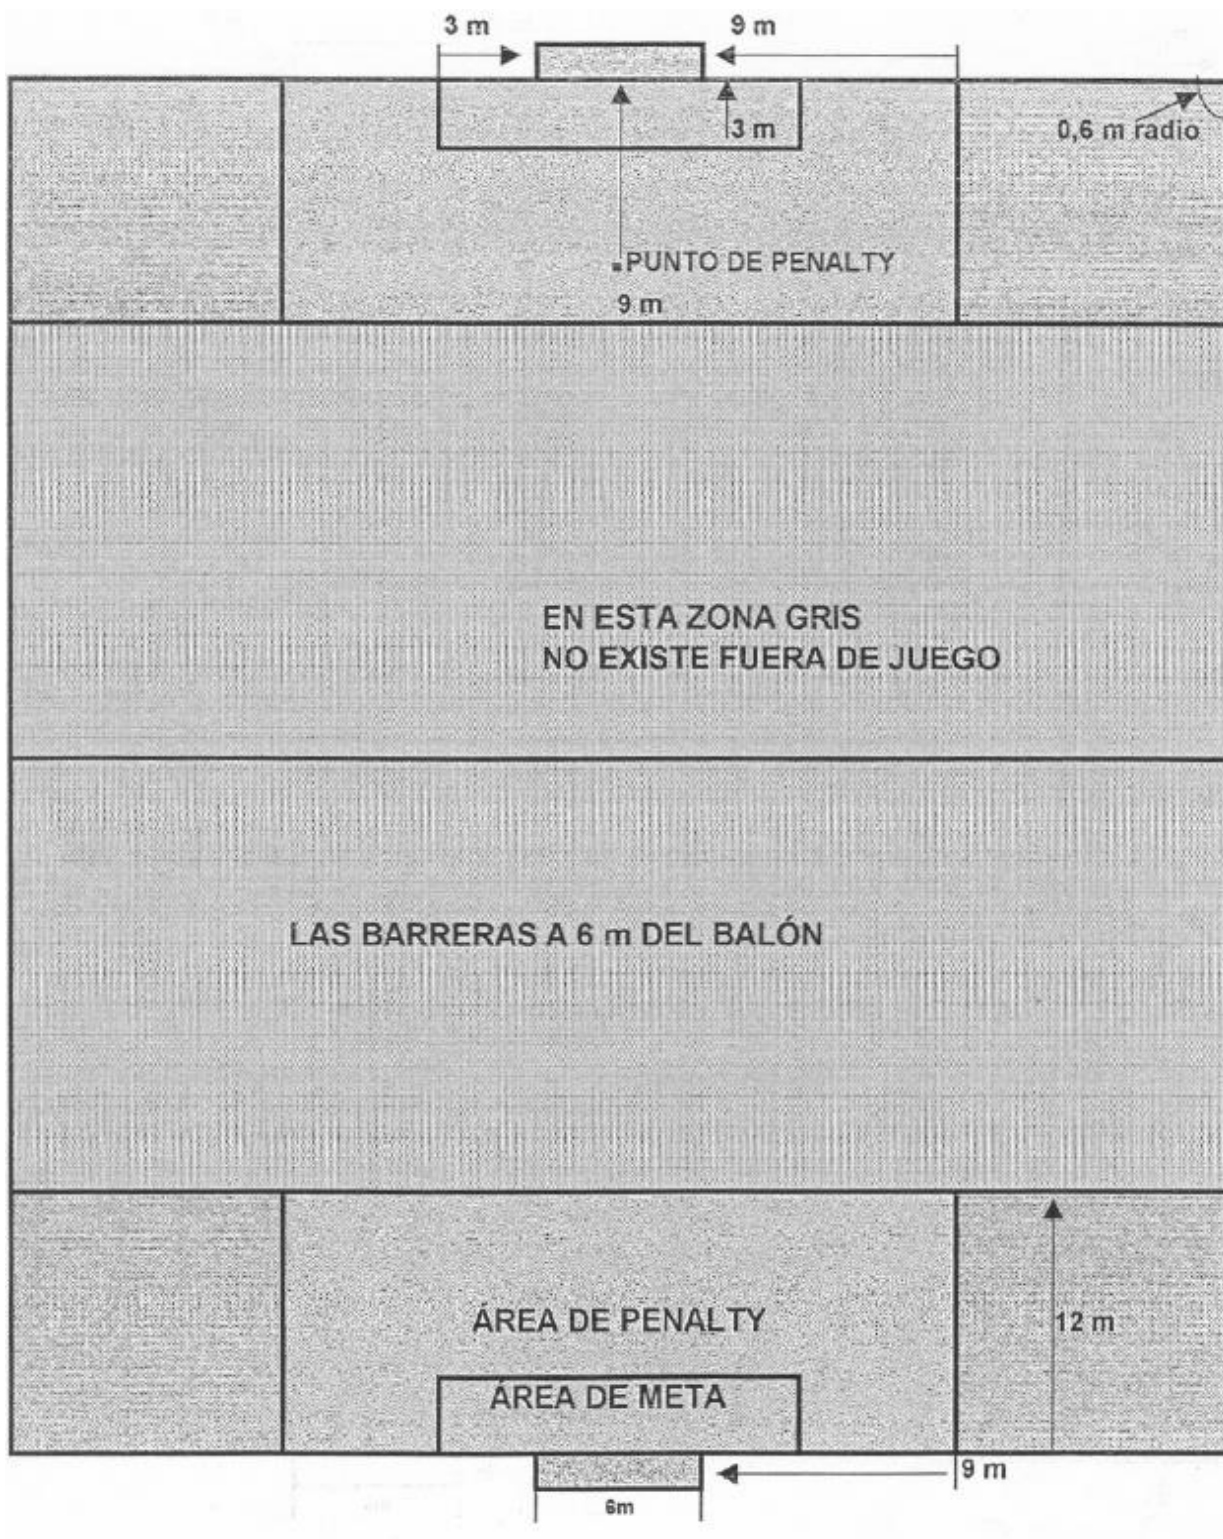 3 m
9 m
3 m
0,6 m radio
PUNTO DE PENALTY
9 m
EN ESTA ZONA GRIS
NO EXISTE FUERA DE JUEGO
LAS BARRERAS A 6 m DEL BALÓN
ÁREA DE PENALTY
12 m
ÁREA DE META
9 m
6m